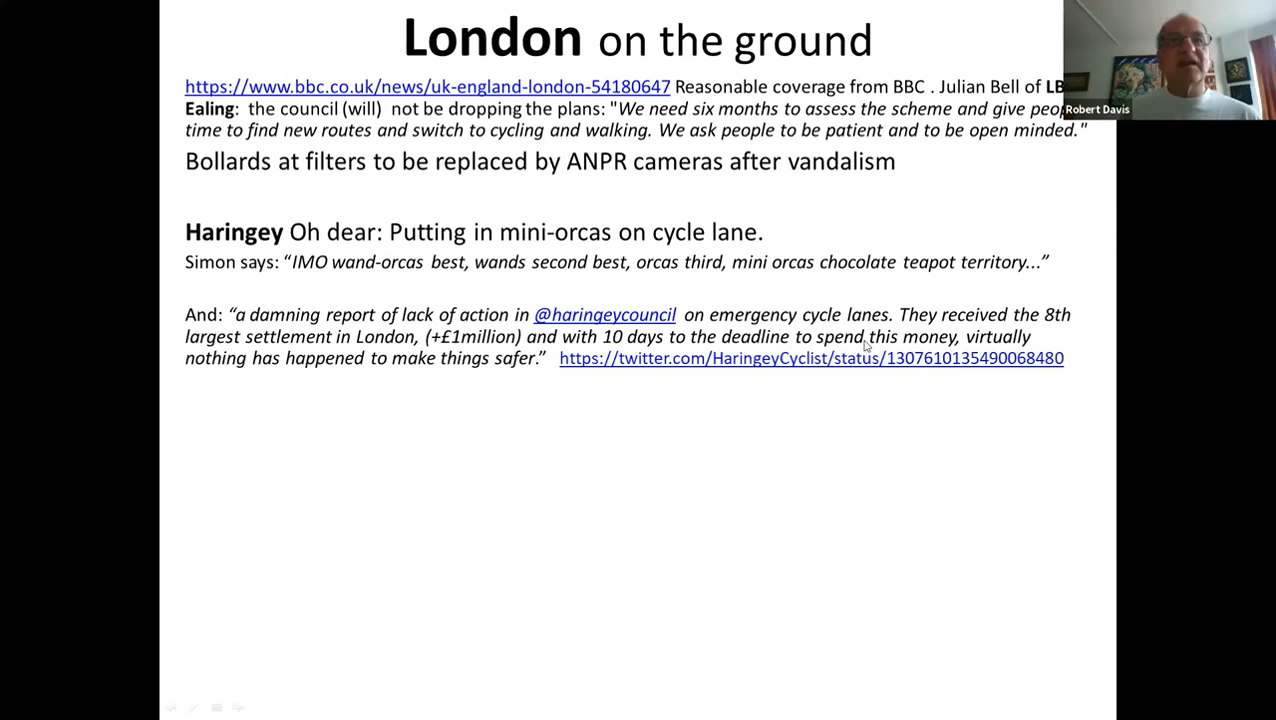 London on the ground
https://www.bbc.co.uk/news/uk-england-london-54180647 Reasonable coverage from BBC . Julian Bell of LB
Ealing: the council (will) not be dropping the plans: "We need six months to assess the scheme and give peo
time to find new routes and switch to cycling and walking. We ask people to be patient and to be open minded."
Robert Davis
Bollards at filters to be replaced by ANPR cameras after vandalism
Haringey Oh dear: Putting in mini-orcas on cycle lane.
Simon says: “IMO wand-orcas best, wands second best, orcas third, mini orcas chocolate teapot territory...”
And: “a damning report of lack of action in @haringeycouncil on emergency cycle lanes. They received the 8th
largest settlement in London, (+£1million) and with 10 days to the deadline to spend this money, virtually
nothing has happened to make things safer.” https://twitter.com/HaringeyCyclist/status/1307610135490068480